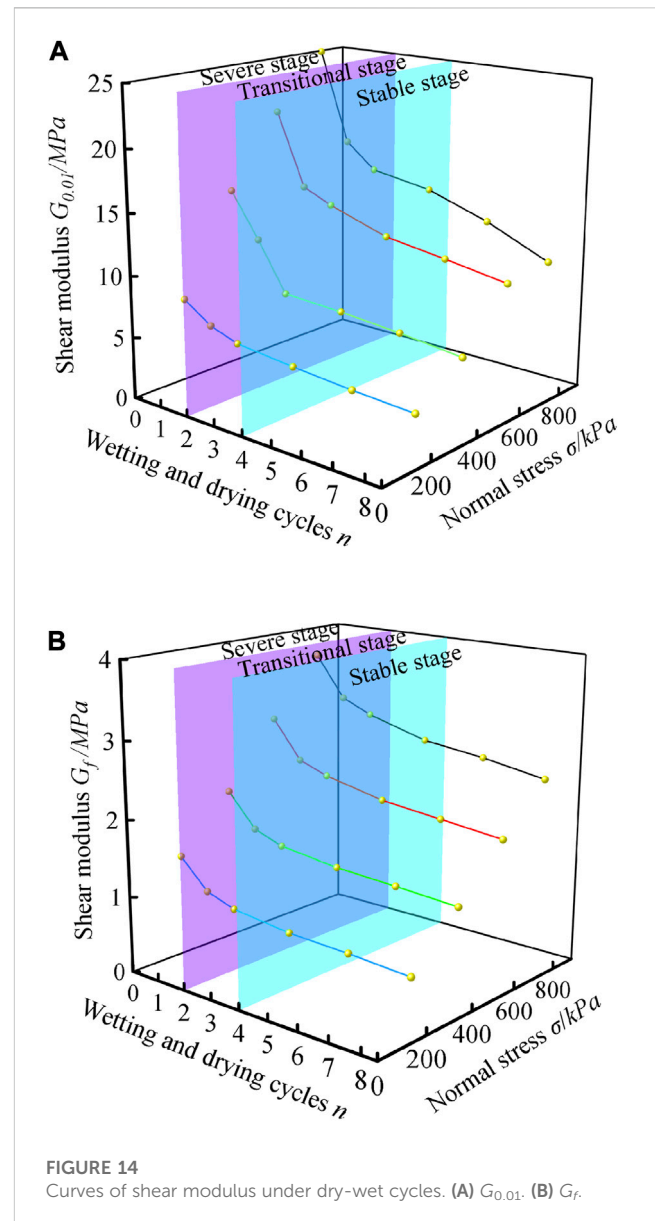 A
Severe stage
Transitional stage
Stable stage
25
20
15
10
5
0
Shear modulus G0.01/MPa
0 1 2 3 4 5 6 7 8
Wetting and drying cycles n
0 200 400 600 800
Normal stress σ/kPa
B
Severe stage
Transitional stage
Stable stage
4
3
2
1
0
Shear modulus Gf/MPa
0 1 2 3 4 5 6 7 8
Wetting and drying cycles n
0 200 400 600 800
Normal stress σ/kPa
FIGURE 14
Curves of shear modulus under dry-wet cycles. (A) G0.01. (B) Gf.